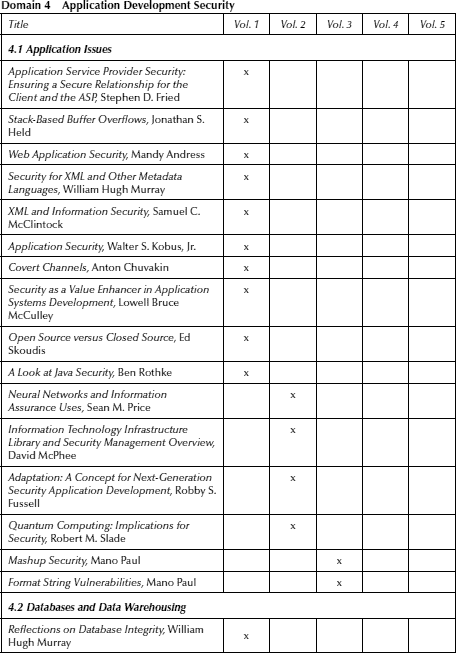 Domain 4 Application Development Security
Title Vol. 1 Vol. 2 Vol. 3 Vol. 4 Vol. 5
4.1 Application Issues
Application Service Provider Security: x
Ensuring a Secure Relationship for the
Client and the ASP, Stephen D. Fried
Stack-Based Buffer Overflows, Jonathan S. x
Held
Web Application Security, Mandy Andress x
Security for XML and Other Metadata x
Languages, William Hugh Murray
XML and Information Security, Samuel C. x
McClintock
Application Security, Walter S. Kobus, Jr. x
Covert Channels, Anton Chuvakin x
Security as a Value Enhancer in Application x
Systems Development, Lowell Bruce
McCulley
Open Source versus Closed Source, Ed x
Skoudis
A Look at Java Security, Ben Rothke x
Neural Networks and Information x
Assurance Uses, Sean M. Price
Information Technology Infrastructure x
Library and Security Management Overview,
David McPhee
Adaptation: A Concept for Next-Generation x
Security Application Development, Robby S.
Fussell
Quantum Computing: Implications for x
Security, Robert M. Slade
Mashup Security, Mano Paul x
Format String Vulnerabilities, Mano Paul x
4.2 Databases and Data Warehousing
Reflections on Database Integrity, William x
Hugh Murray